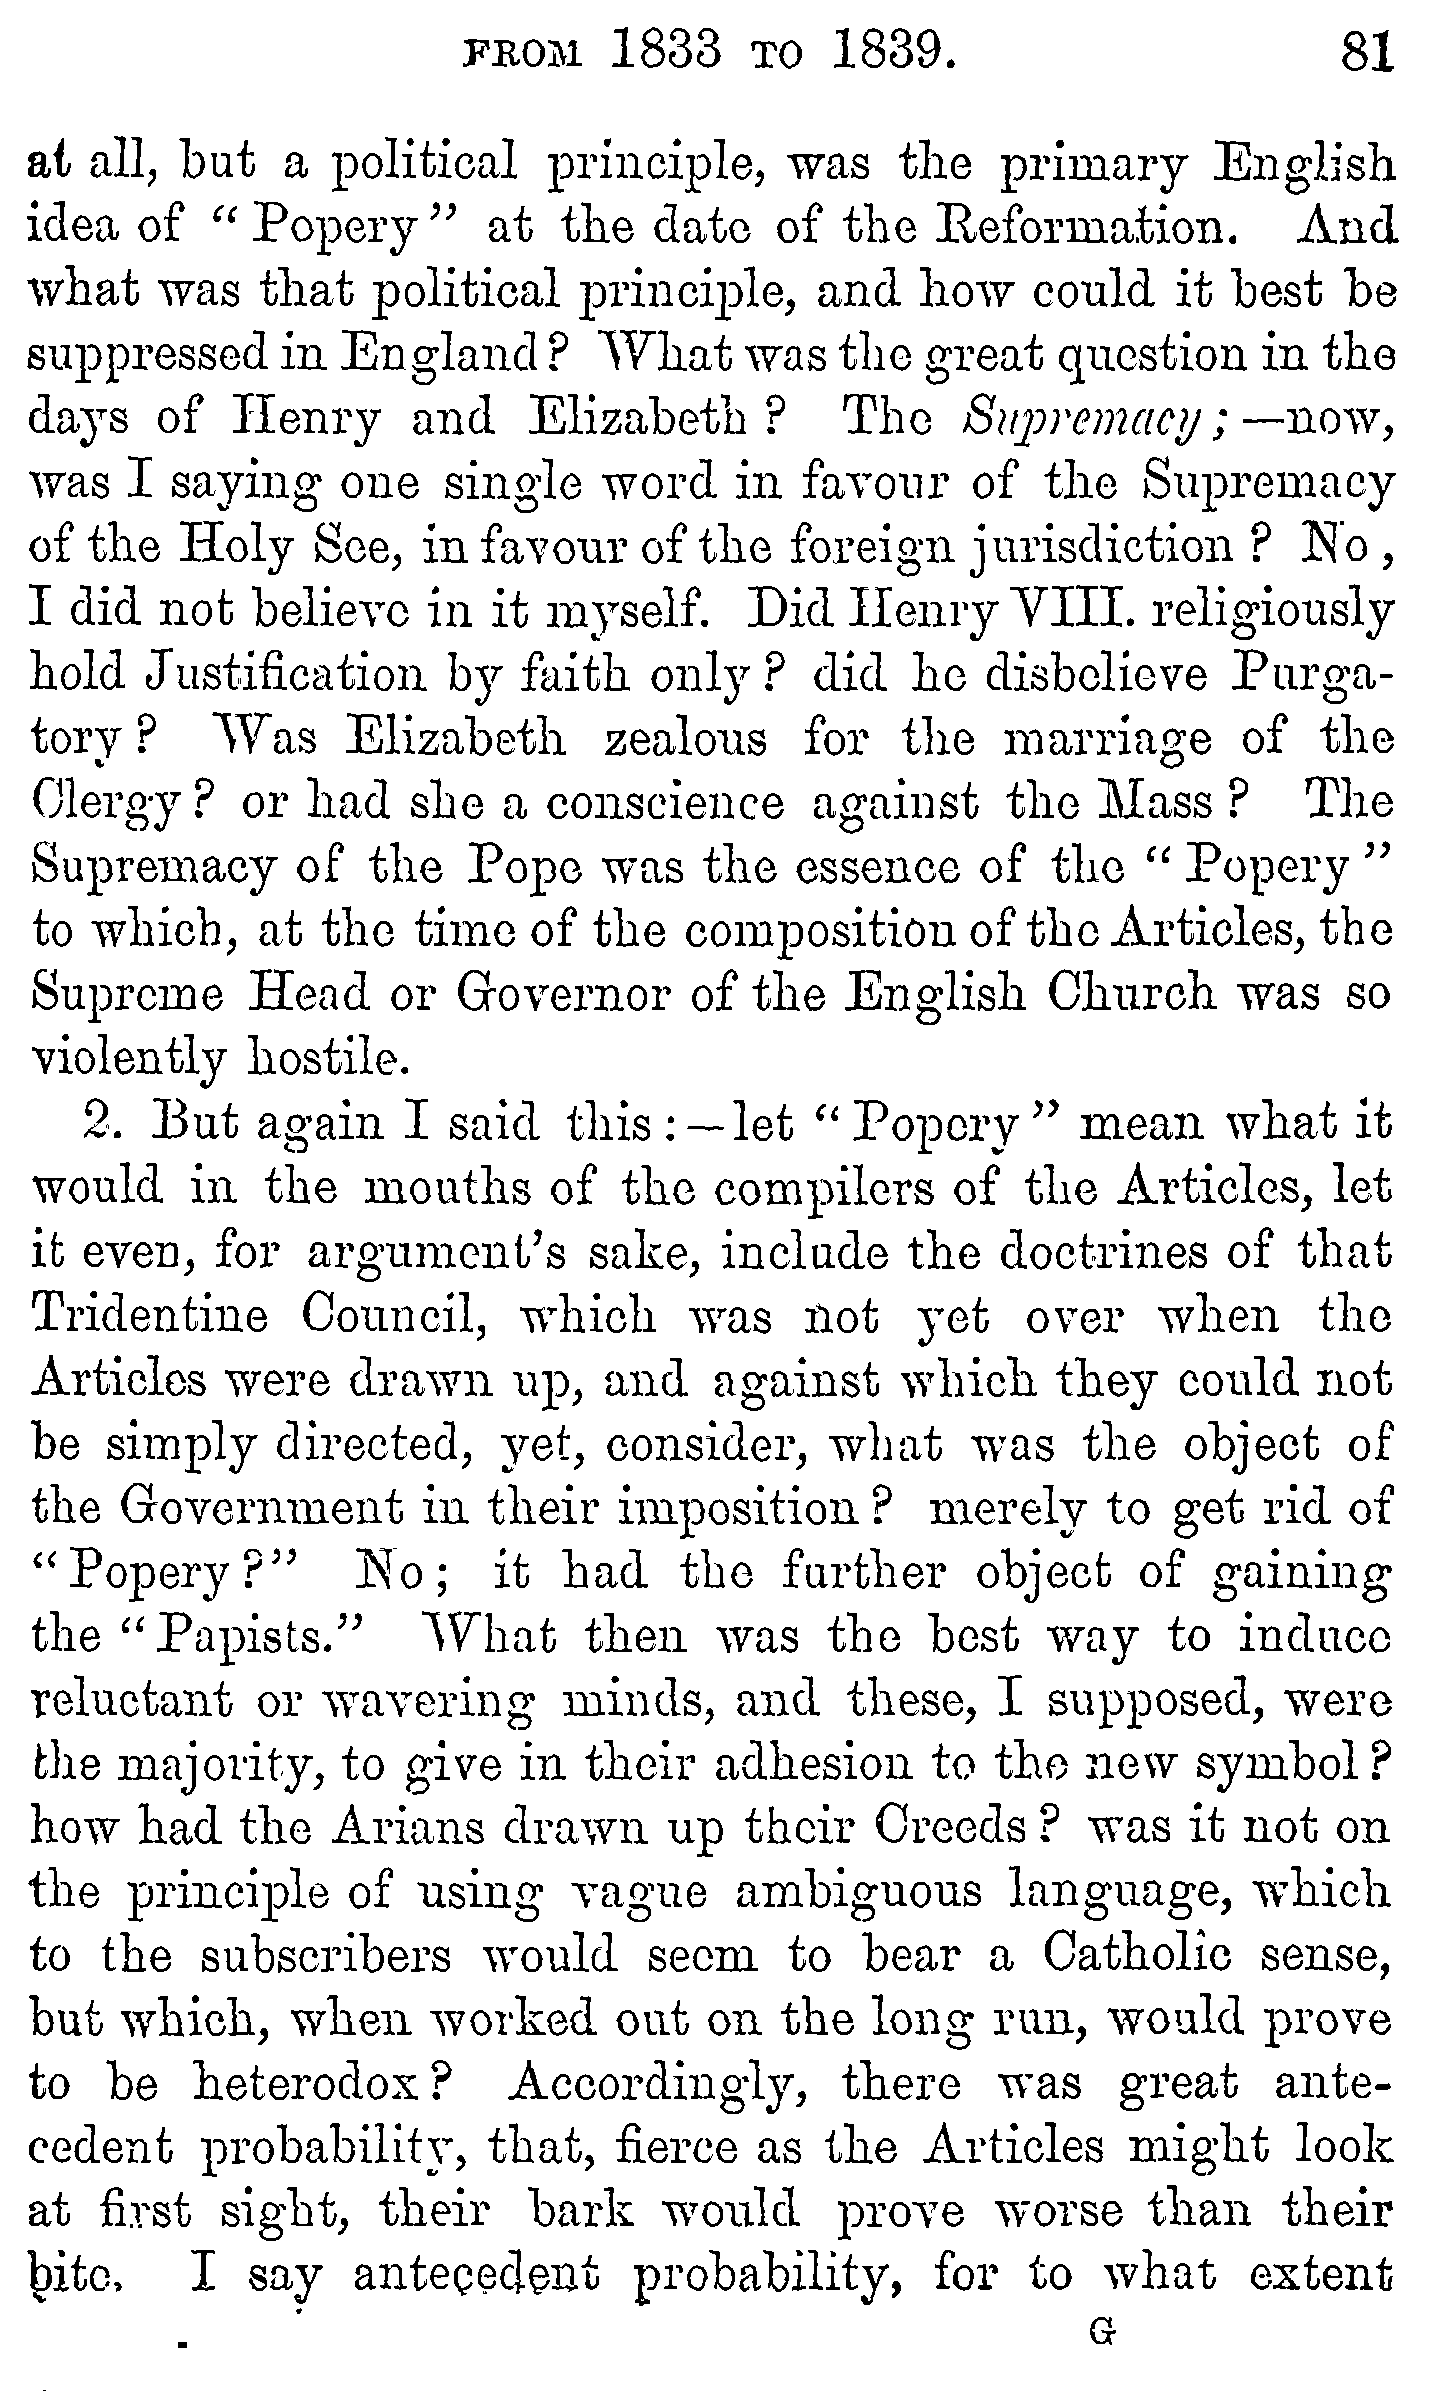 FROM 1833 TO 1839. 81
at all, but a political principle, was the primary English
idea of “Popery” at the date of the Reformation. And
what was that political principle, and how could it best be
suppressed in England? What was the great question in the
days of Henry and Elizabeth? The Supremacy;—now,
was I saying one single word in favour of the Supremacy
of the Holy See, in favour of the foreign jurisdiction? No,
I did not believe in it myself. Did Henry VIII. religiously
hold Justification by faith only? did he disbelieve Purga-
tory? Was Elizabeth zealous for the marriage of the
Clergy? or had she a conscience against the Mass? The
Supremacy of the Pope was the essence of the “Popery”
to which, at the time of the composition of the Articles, the
Supreme Head or Governor of the English Church was so
violently hostile.
2. But again I said this:—let “Popery” mean what it
would in the mouths of the compilers of the Articles, let
it even, for argument's sake, include the doctrines of that
Tridentine Council, which was not yet over when the
Articles were drawn up, and against which they could not
be simply directed, yet, consider, what was the object of
the Government in their imposition? merely to get rid of
“Popery?” No; it had the further object of gaining
the “Papists.” What then was the best way to induce
reluctant or wavering minds, and these, I supposed, were
the majority, to give in their adhesion to the new symbol?
how had the Arians drawn up their Creeds? was it not on
the principle of using vague ambiguous language, which
to the subscribers would seem to bear a Catholic sense,
but which, when worked out on the long run, would prove
to be heterodox? Accordingly, there was great ante-
cedent probability, that, fierce as the Articles might look
at first sight, their bark would prove worse than their
bite. I say antecedent probability, for to what extent
G